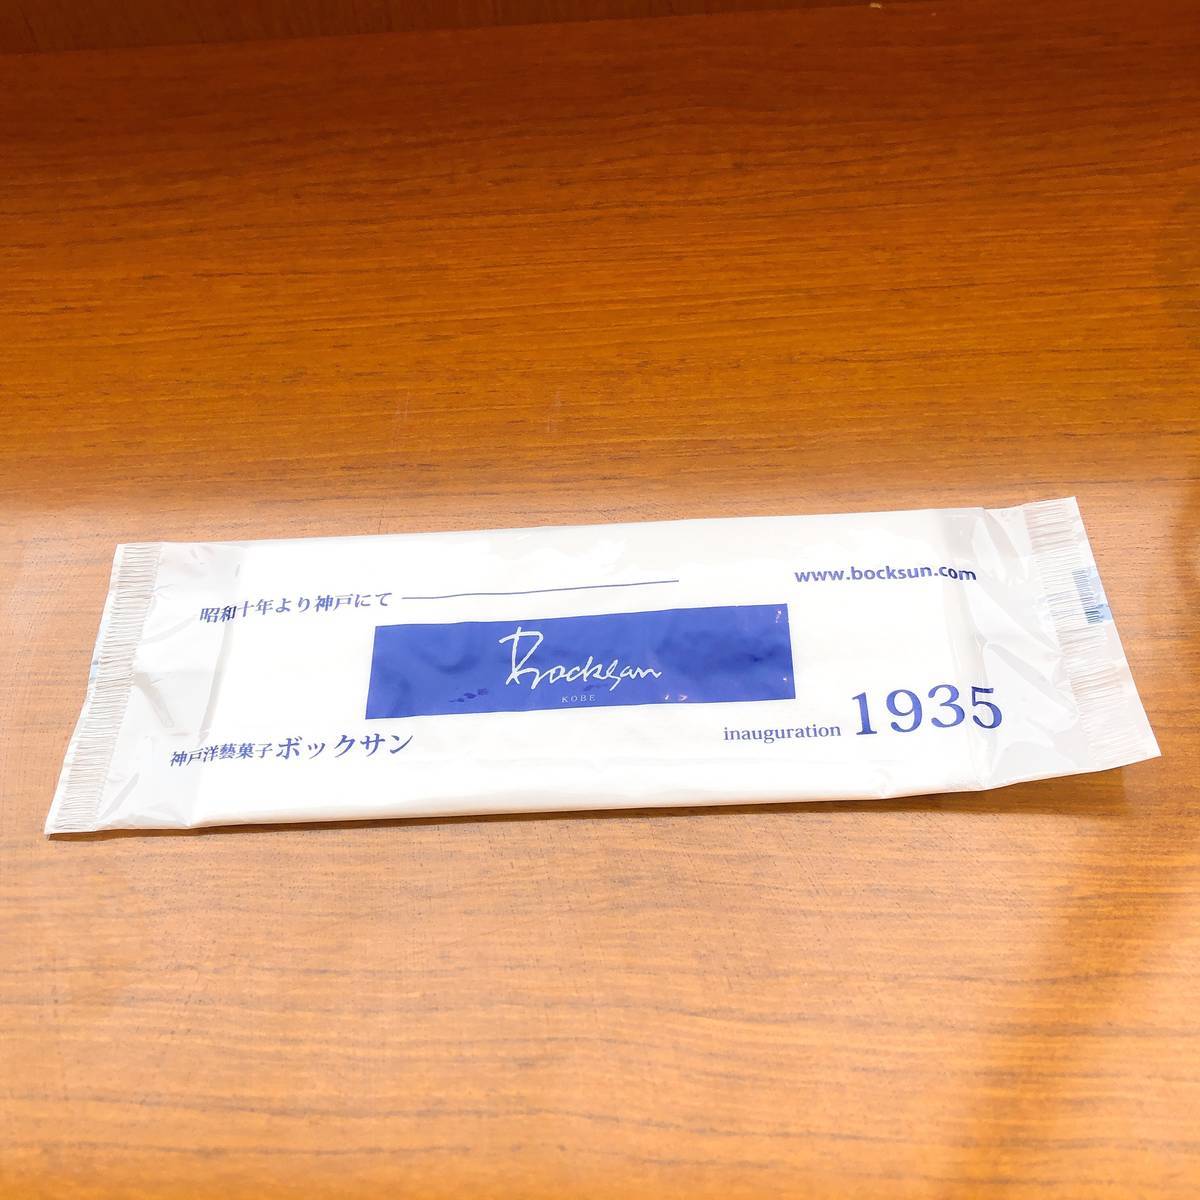 www.bocksun.com
昭和十年より神戸にて
Bocksun
KOBE
inauguration 1935
神戸洋藝菓子ボックサン